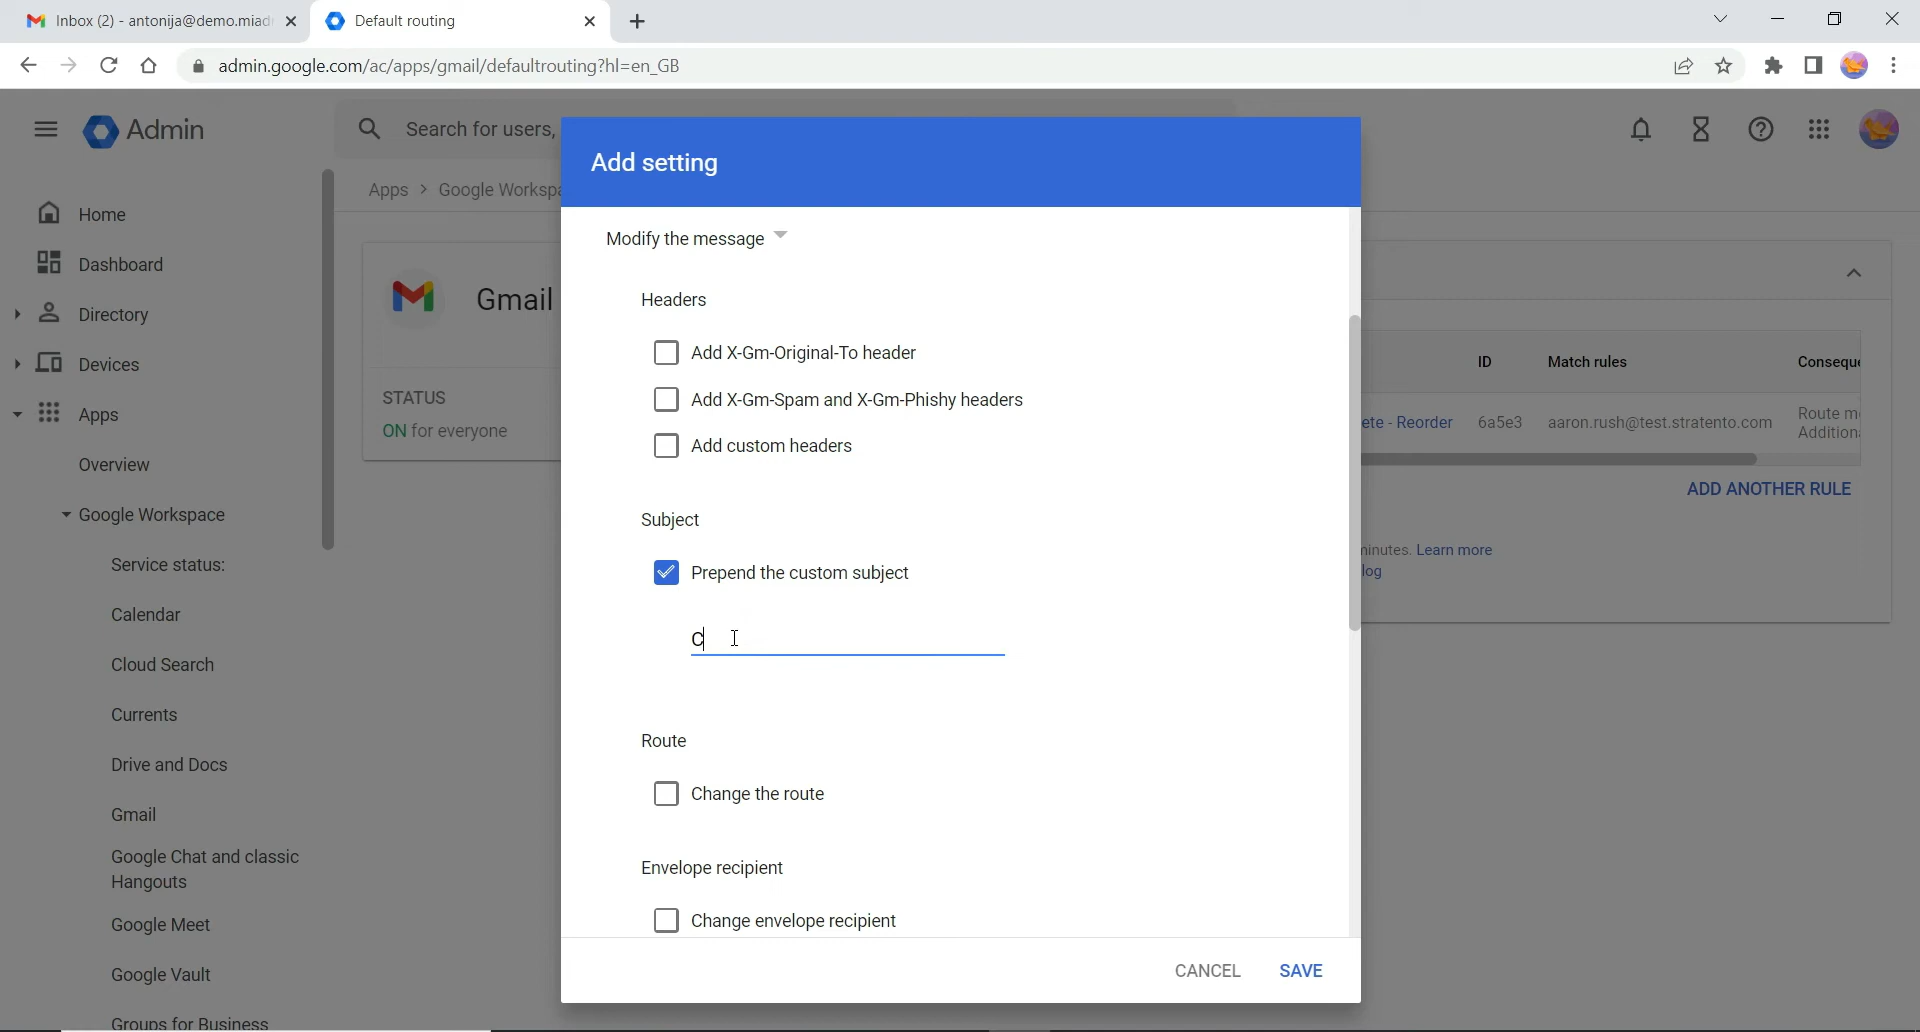 Inbox (2) - antonija@demo.miad
Default routing
admin.google.com/ac/apps/gmail/defaultrouting?hl=en_GB
Admin
Search for users,
Add setting
Apps > Google Workspa
Home
Dashboard
Directory
Devices
Apps
Overview
Google Workspace
Service status:
Calendar
Cloud Search
Currents
Drive and Docs
Gmail
Google Chat and classic
Hangouts
Google Meet
Google Vault
Groups for Business
Gmail
STATUS
ON for everyone
Modify the message
Headers
Add X-Gm-Original-To header
Add X-Gm-Spam and X-Gm-Phishy headers
Add custom headers
Subject
Prepend the custom subject
C
Route
Change the route
Envelope recipient
Change envelope recipient
CANCEL SAVE
ID Match rules Conseque
ete - Reorder 6a5e3 aaron.rush@test.stratento.com Route m
Addition
ADD ANOTHER RULE
minutes. Learn more
log